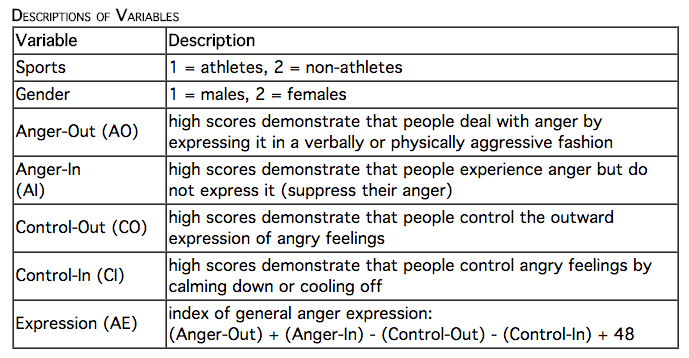 DESCRIPTIONS OF VARIABLES
Variable Description
Sports 1 = athletes, 2 = non-athletes
Gender 1 = males, 2 = females
Anger-Out (AO) high scores demonstrate that people deal with anger by
expressing it in a verbally or physically aggressive fashion
Anger-In high scores demonstrate that people experience anger but do
(AI) not express it (suppress their anger)
Control-Out (CO) high scores demonstrate that people control the outward
expression of angry feelings
Control-In (CI) high scores demonstrate that people control angry feelings by
calming down or cooling off
Expression (AE) index of general anger expression:
(Anger-Out) + (Anger-In) - (Control-Out) - (Control-In) + 48